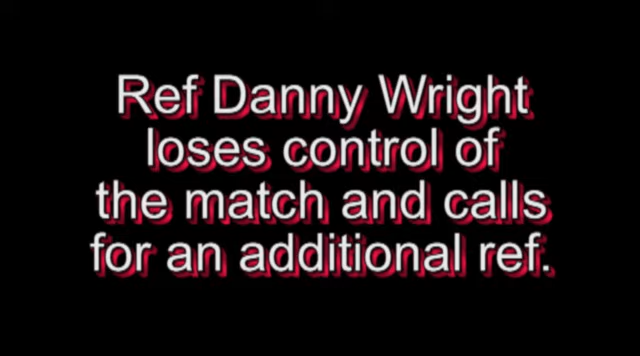 Ref Danny Wright
loses control of
the match and calls
for an additional ref.